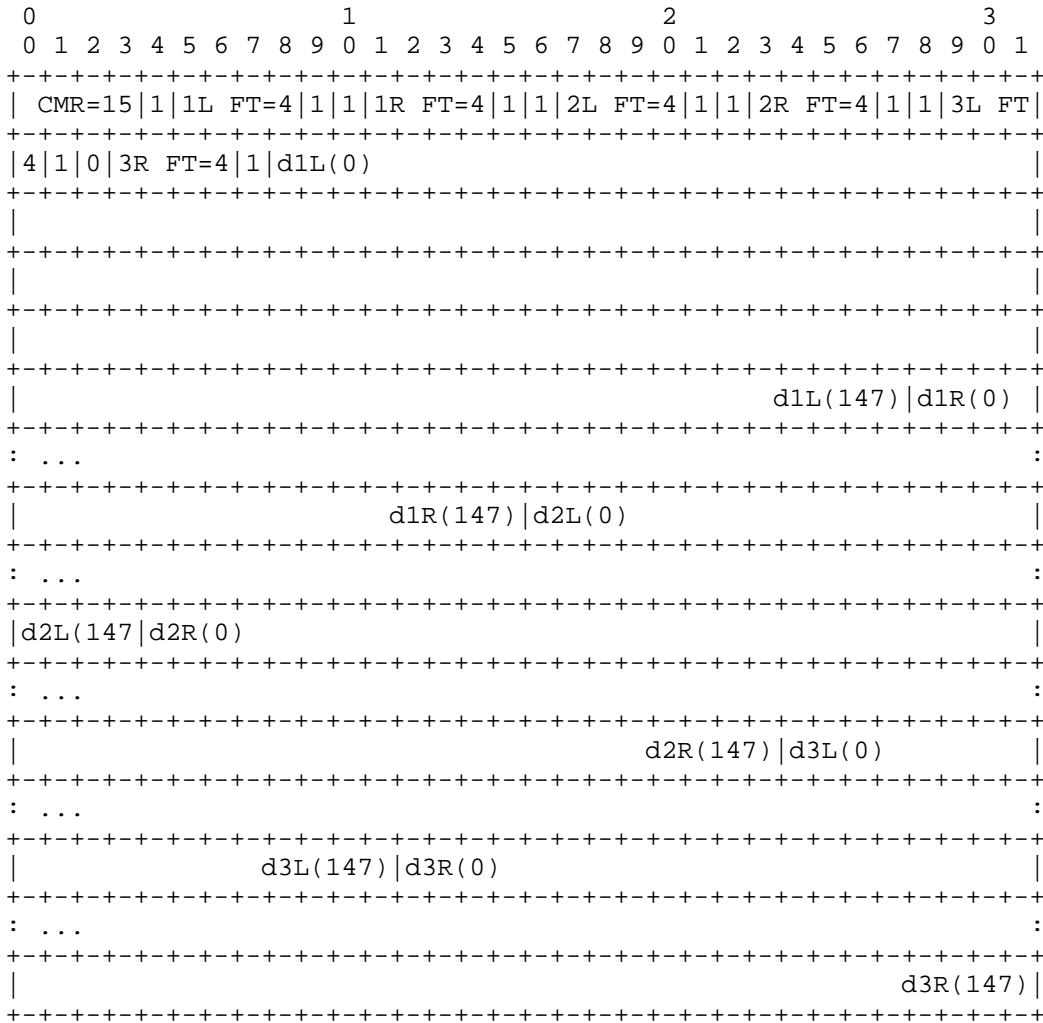 0                   1                   2                   3
 0 1 2 3 4 5 6 7 8 9 0 1 2 3 4 5 6 7 8 9 0 1 2 3 4 5 6 7 8 9 0 1
+-+-+-+-+-+-+-+-+-+-+-+-+-+-+-+-+-+-+-+-+-+-+-+-+-+-+-+-+-+-+-+-+
| CMR=15|1|1L FT=4|1|1|1R FT=4|1|1|2L FT=4|1|1|2R FT=4|1|1|3L FT|
+-+-+-+-+-+-+-+-+-+-+-+-+-+-+-+-+-+-+-+-+-+-+-+-+-+-+-+-+-+-+-+-+
|4|1|0|3R FT=4|1|d1L(0)                                         |
+-+-+-+-+-+-+-+-+-+-+-+-+-+-+-+-+-+-+-+-+-+-+-+-+-+-+-+-+-+-+-+-+
|                                                               |
+-+-+-+-+-+-+-+-+-+-+-+-+-+-+-+-+-+-+-+-+-+-+-+-+-+-+-+-+-+-+-+-+
|                                                               |
+-+-+-+-+-+-+-+-+-+-+-+-+-+-+-+-+-+-+-+-+-+-+-+-+-+-+-+-+-+-+-+-+
|                                                               |
+-+-+-+-+-+-+-+-+-+-+-+-+-+-+-+-+-+-+-+-+-+-+-+-+-+-+-+-+-+-+-+-+
|                                               d1L(147)|d1R(0) |
+-+-+-+-+-+-+-+-+-+-+-+-+-+-+-+-+-+-+-+-+-+-+-+-+-+-+-+-+-+-+-+-+
: ...                                                           :
+-+-+-+-+-+-+-+-+-+-+-+-+-+-+-+-+-+-+-+-+-+-+-+-+-+-+-+-+-+-+-+-+
|                       d1R(147)|d2L(0)                         |
+-+-+-+-+-+-+-+-+-+-+-+-+-+-+-+-+-+-+-+-+-+-+-+-+-+-+-+-+-+-+-+-+
: ...                                                           :
+-+-+-+-+-+-+-+-+-+-+-+-+-+-+-+-+-+-+-+-+-+-+-+-+-+-+-+-+-+-+-+-+
|d2L(147|d2R(0)                                                 |
+-+-+-+-+-+-+-+-+-+-+-+-+-+-+-+-+-+-+-+-+-+-+-+-+-+-+-+-+-+-+-+-+
: ...                                                           :
+-+-+-+-+-+-+-+-+-+-+-+-+-+-+-+-+-+-+-+-+-+-+-+-+-+-+-+-+-+-+-+-+
|                                       d2R(147)|d3L(0)         |
+-+-+-+-+-+-+-+-+-+-+-+-+-+-+-+-+-+-+-+-+-+-+-+-+-+-+-+-+-+-+-+-+
: ...                                                           :
+-+-+-+-+-+-+-+-+-+-+-+-+-+-+-+-+-+-+-+-+-+-+-+-+-+-+-+-+-+-+-+-+
|               d3L(147)|d3R(0)                                 |
+-+-+-+-+-+-+-+-+-+-+-+-+-+-+-+-+-+-+-+-+-+-+-+-+-+-+-+-+-+-+-+-+
: ...                                                           :
+-+-+-+-+-+-+-+-+-+-+-+-+-+-+-+-+-+-+-+-+-+-+-+-+-+-+-+-+-+-+-+-+
|                                                       d3R(147)|
+-+-+-+-+-+-+-+-+-+-+-+-+-+-+-+-+-+-+-+-+-+-+-+-+-+-+-+-+-+-+-+-+